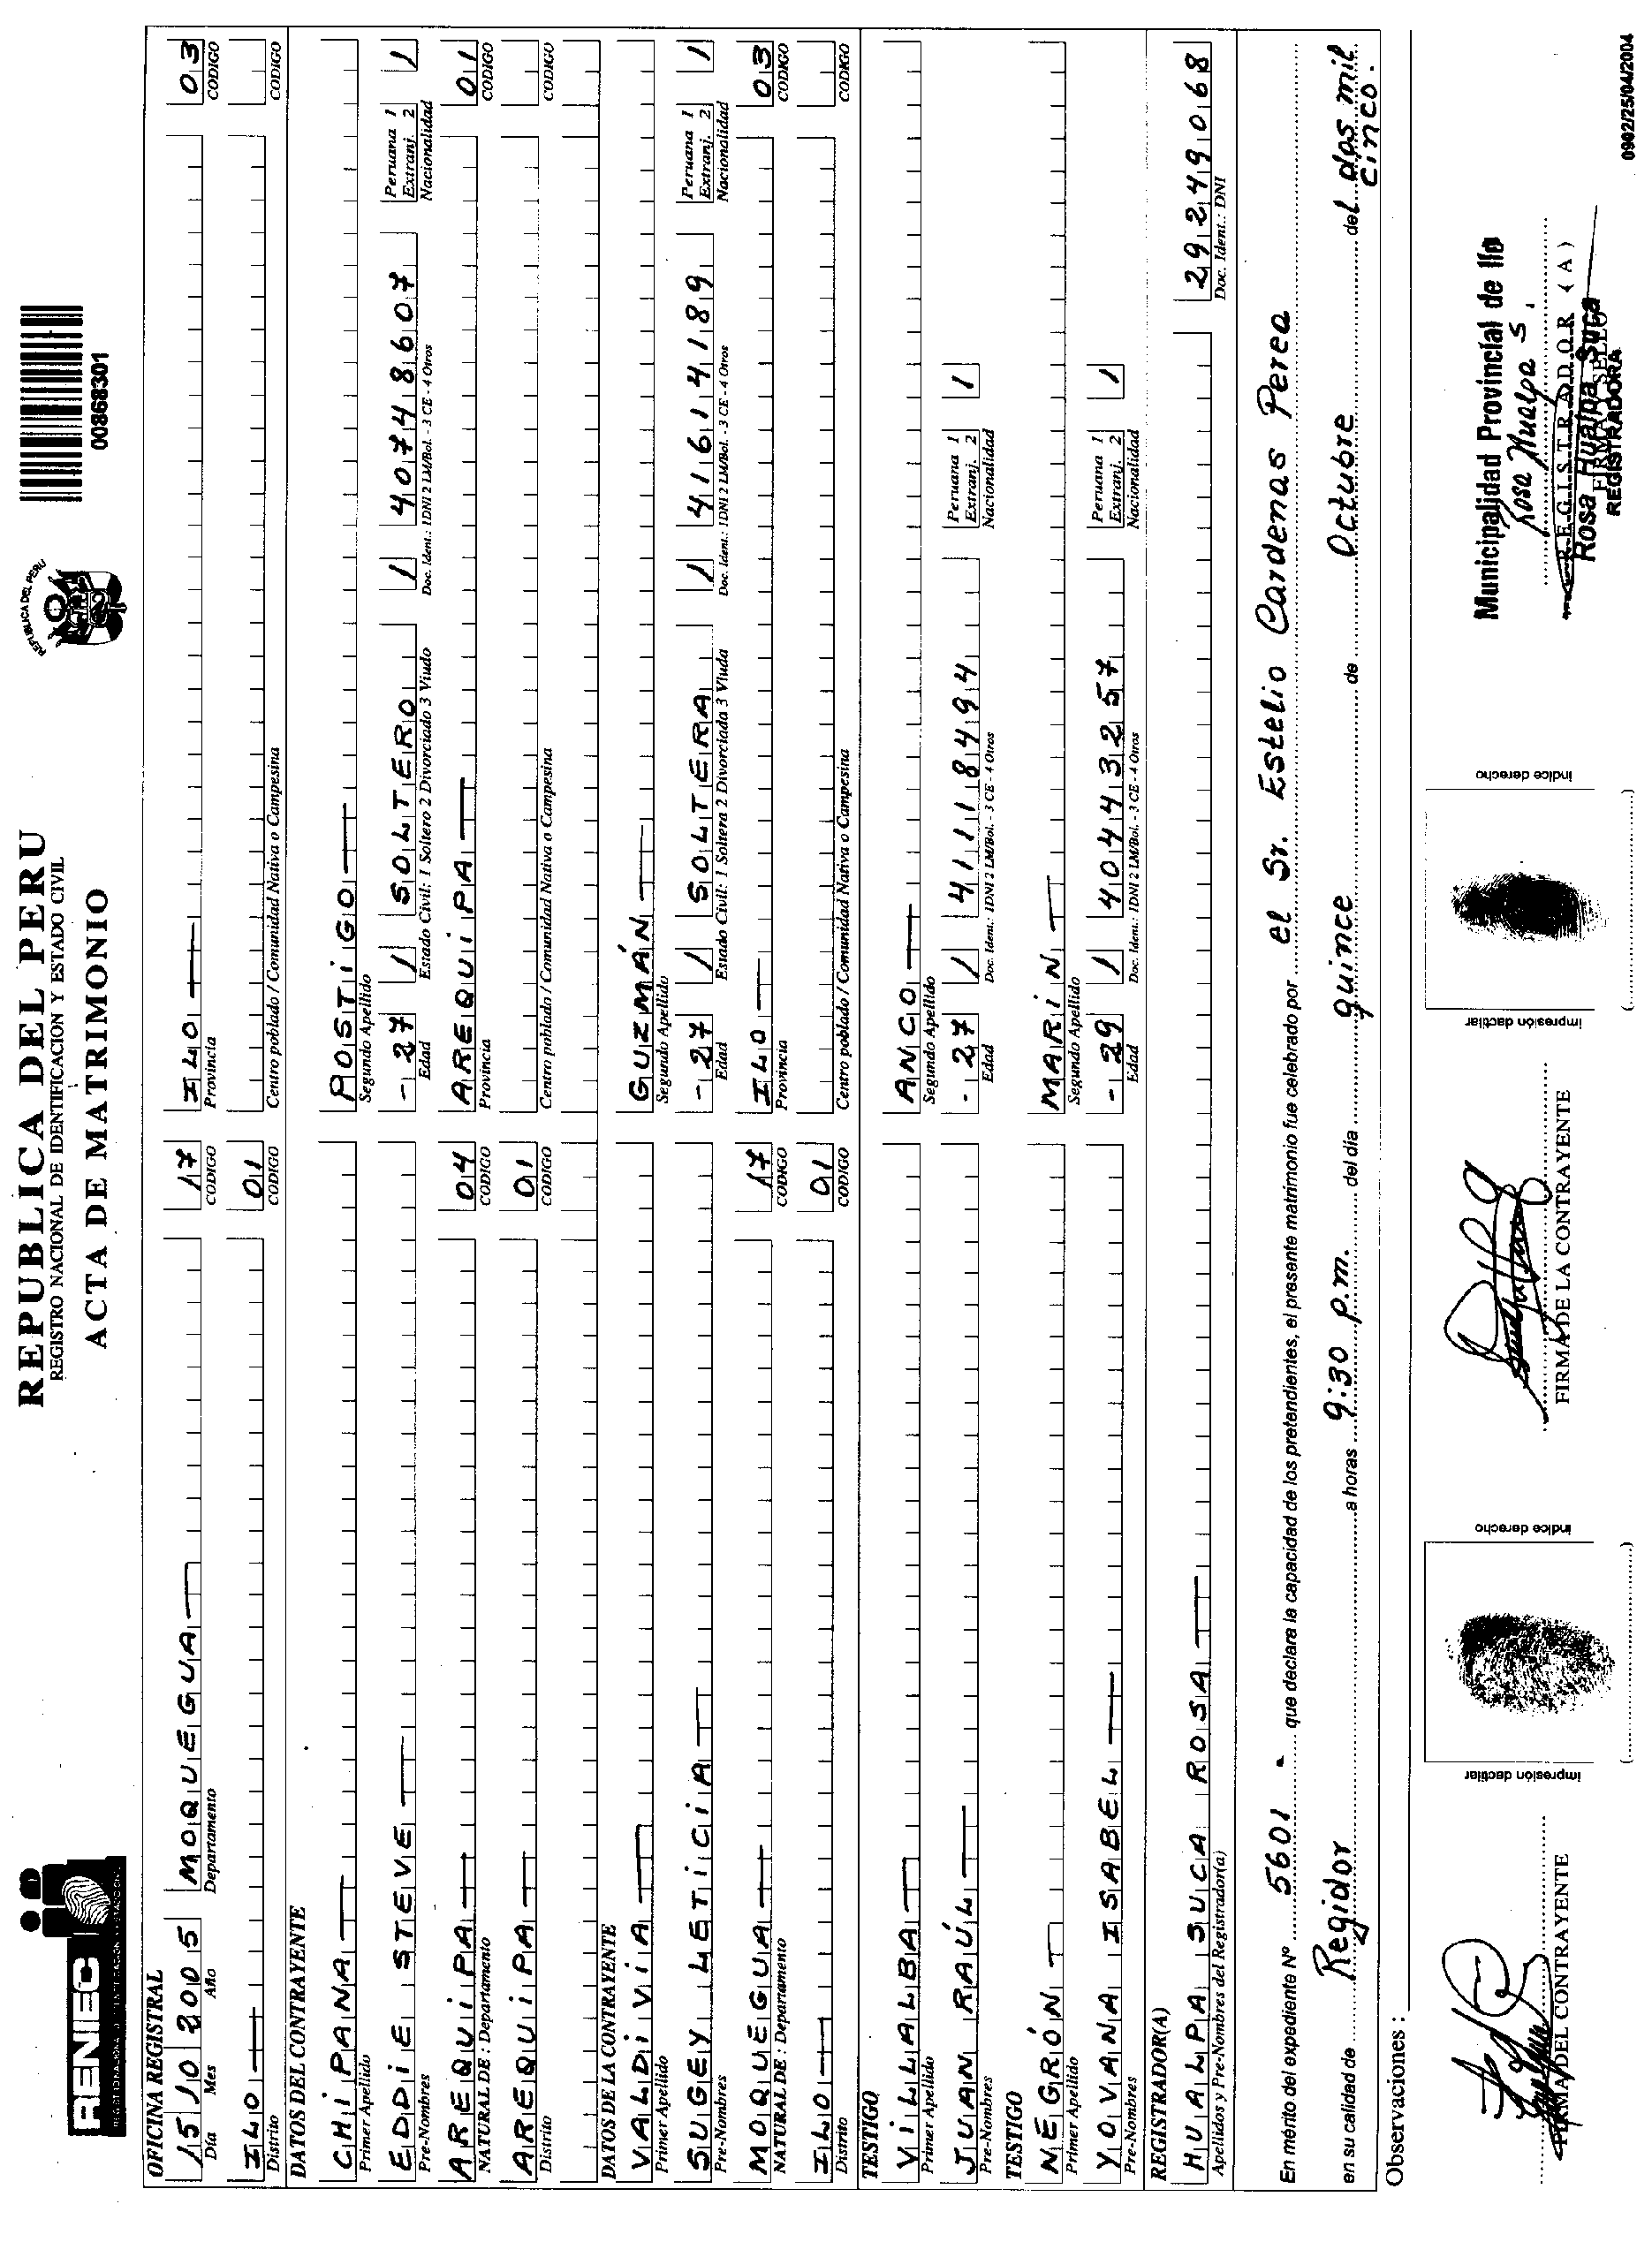 REPUBLICA DEL PERU
REGISTRO NACIONAL DE IDENTIFICACION Y ESTADO CIVIL
ACTA DE MATRIMONIO
RENIEC
REPUBLICA DEL PERU
00868301
OFICINA REGISTRAL
15 10 2005 MOQUEGUA 17 ILO 03
Día Mes Año Departamento CODIGO Provincia CODIGO
ILO 01
Distrito CODIGO Centro poblado / Comunidad Nativa o Campesina CODIGO
DATOS DEL CONTRAYENTE
CHIPANA POSTIGO
Primer Apellido Segundo Apellido
EDDIE STEVE - 27 1 SOLTERO 1 40748607 Peruana 1 Extranj. 2 1
Pre-Nombres Edad Estado Civil: 1 Soltero 2 Divorciado 3 Viudo Doc. Ident.: 1DNI 2 LM/Bol. - 3 CE - 4 Otros Nacionalidad
AREQUIPA 04 AREQUIPA 01
NATURAL DE : Departamento CODIGO Provincia CODIGO
AREQUIPA 01
Distrito CODIGO Centro poblado / Comunidad Nativa o Campesina CODIGO
DATOS DE LA CONTRAYENTE
VALDIVIA GUZMÁN
Primer Apellido Segundo Apellido
SUGEY LETICIA - 27 1 SOLTERA 1 41614189 Peruana 1 Extranj. 2 1
Pre-Nombres Edad Estado Civil: 1 Soltera 2 Divorciada 3 Viuda Doc. Ident.: 1DNI 2 LM/Bol. - 3 CE - 4 Otros Nacionalidad
MOQUEGUA 17 ILO 03
NATURAL DE : Departamento CODIGO Provincia CODIGO
ILO 01
Distrito CODIGO Centro poblado / Comunidad Nativa o Campesina CODIGO
TESTIGO
VILLALBA ANCO
Primer Apellido Segundo Apellido
JUAN RAÚL - 27 1 41118494 Peruana 1 Extranj. 2 1
Pre-Nombres Edad Doc. Ident.: 1DNI 2 LM/Bol. - 3 CE - 4 Otros Nacionalidad
TESTIGO
NEGRÓN MARIN
Primer Apellido Segundo Apellido
YOVANA ISABEL - 29 1 40443257 Peruana 1 Extranj. 2 1
Pre-Nombres Edad Doc. Ident.: 1DNI 2 LM/Bol. - 3 CE - 4 Otros Nacionalidad
REGISTRADOR(A)
HUALPA SUCA ROSA 29249068
Apellidos y Pre-Nombres del Registrador(a) Doc. Ident.: DNI
En mérito del expediente Nº 5601 - que declara la capacidad de los pretendientes, el presente matrimonio fue celebrado por el Sr. Estelio Cardenas Perea
en su calidad de Regidor a horas 9:30 p.m. del día quince de Octubre del dos mil cinco.
Observaciones :
FIRMA DEL CONTRAYENTE
impresión dactilar
índice derecho
FIRMA DE LA CONTRAYENTE
impresión dactilar
índice derecho
Municipalidad Provincial de Ilo
Rosa Hualpa S.
REGISTRADOR (A)
Rosa Hualpa Suca
FIRMA Y SELLO
REGISTRADORA
0902/25/04/2004